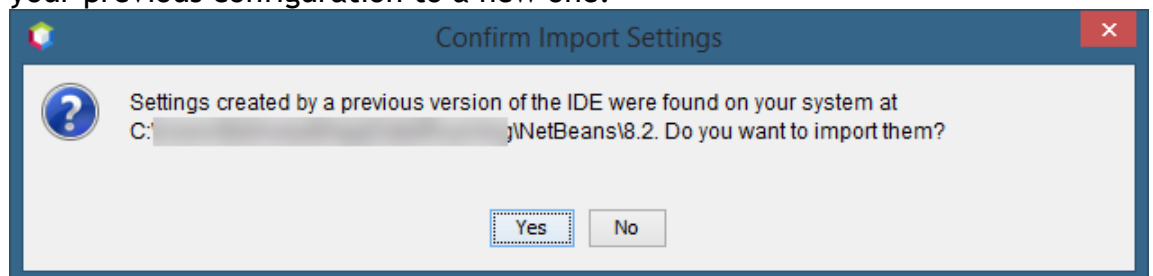 your previous configuration to a new one.
Confirm Import Settings
Settings created by a previous version of the IDE were found on your system at
C:\ g\NetBeans\8.2. Do you want to import them?
Yes No